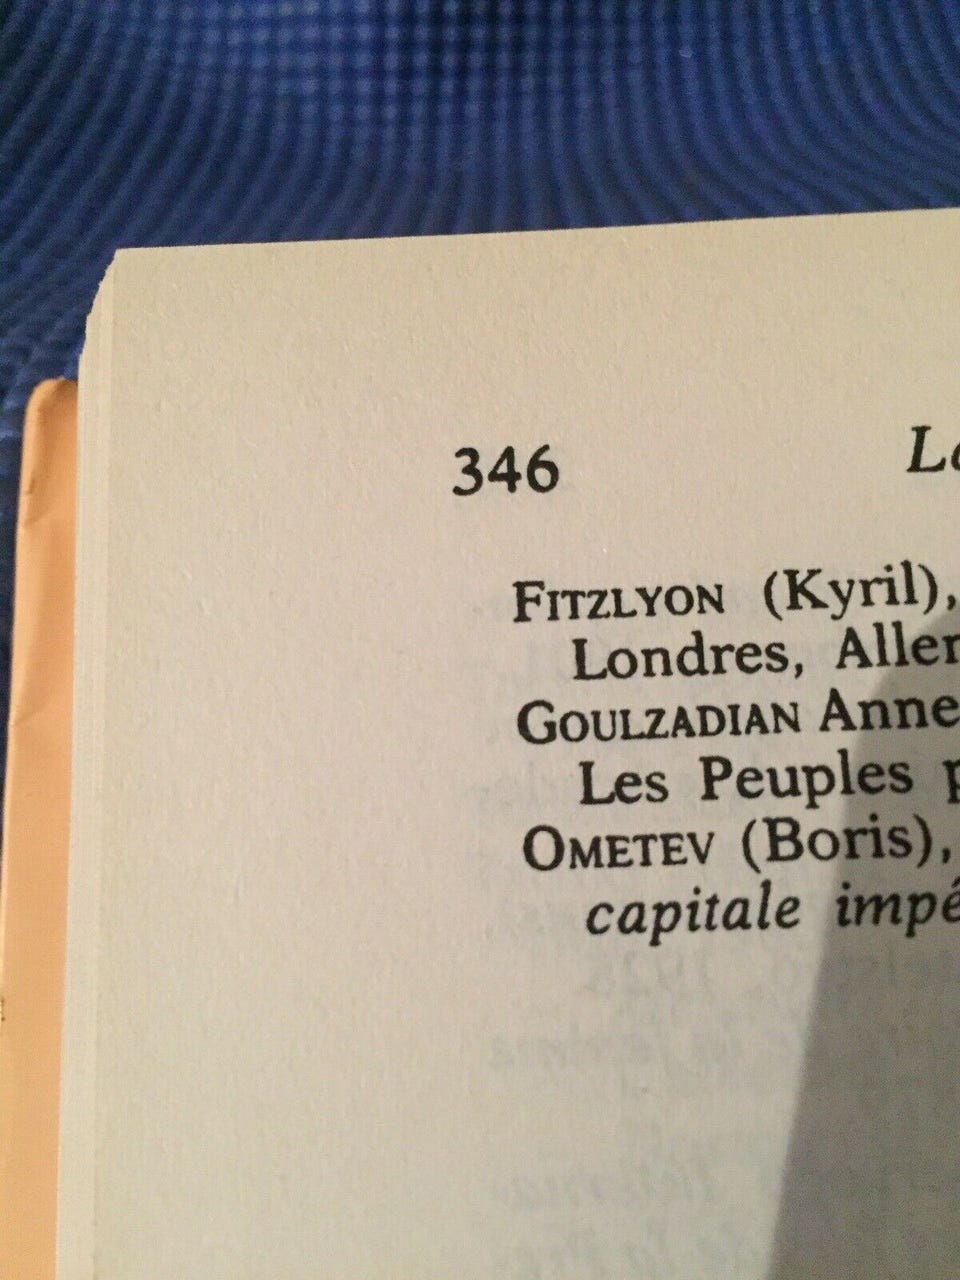 346
FITZLYON (Kyril),
Londres,
GOULZADIAN Anne
Les Peuples
OMETEV (Boris),
capitale